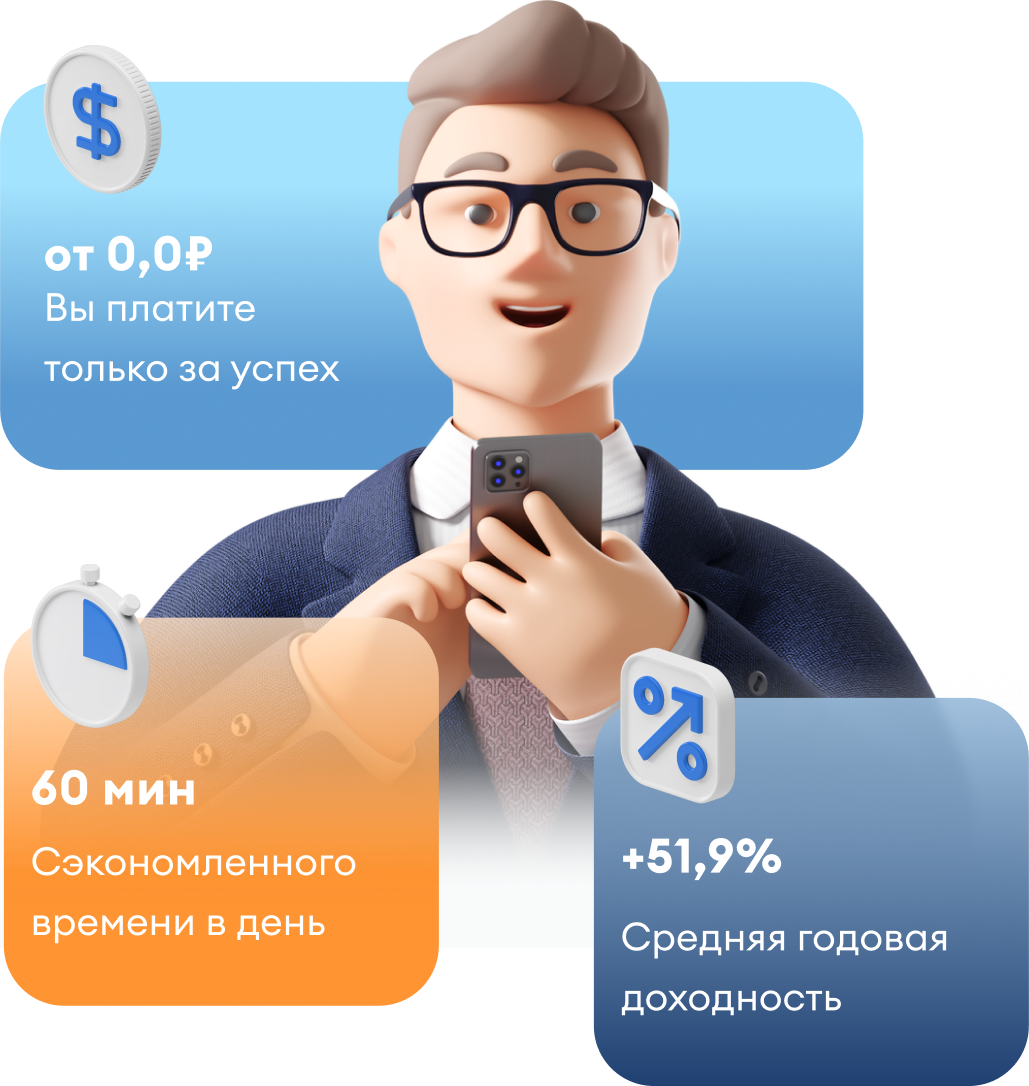 $
от 0,0₽
Вы платите
только за успех
60 мин
Сэкономленного
времени в день
+51,9%
Средняя годовая
доходность